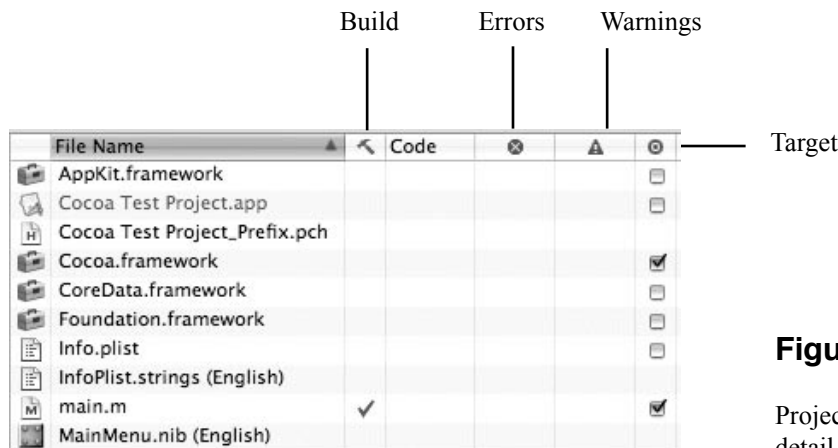 Build Errors Warnings
File Name Code Target
AppKit.framework
Cocoa Test Project.app
Cocoa Test Project_Prefix.pch
Cocoa.framework
CoreData.framework
Foundation.framework
Info.plist
InfoPlist.strings (English)
main.m
MainMenu.nib (English)
Figu
Projec
detail